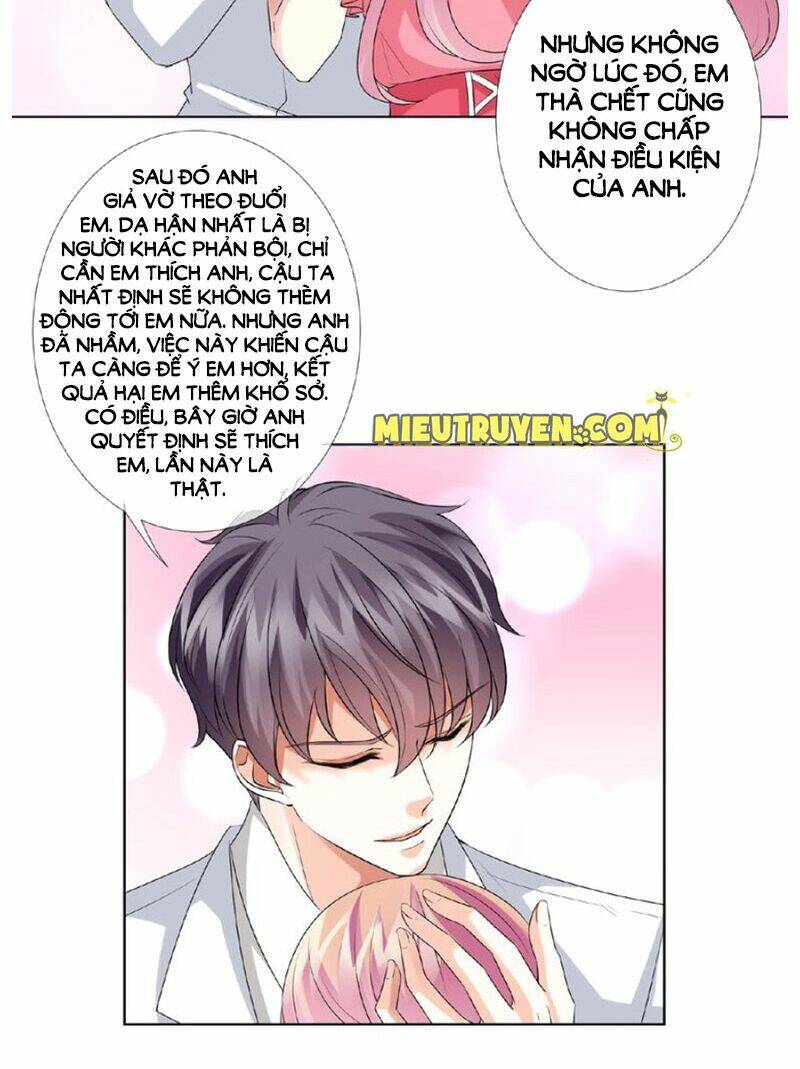 NHƯNG KHÔNG
NGỜ LÚC ĐÓ, EM
THÀ CHẾT CŨNG
KHÔNG CHẤP
NHẬN ĐIỀU KIỆN
CỦA ANH.
SAU ĐÓ ANH
GIẢ VỜ THEO ĐUỔI
EM. DẠ HẬN NHẤT LÀ BỊ
NGƯỜI KHÁC PHẢN BỘI, CHỈ
CẦN EM THÍCH ANH, CẬU TA
NHẤT ĐỊNH SẼ KHÔNG THÈM
ĐỘNG TỚI EM NỮA. NHƯNG ANH
ĐÃ NHẦM, VIỆC NÀY KHIẾN CẬU
TA CÀNG ĐỂ Ý EM HƠN, KẾT
QUẢ HẠI EM THÊM KHỔ SỞ.
CÓ ĐIỀU, BÂY GIỜ ANH
QUYẾT ĐỊNH SẼ THÍCH
EM, LẦN NÀY LÀ
THẬT.
MIEUTRUYEN.COM